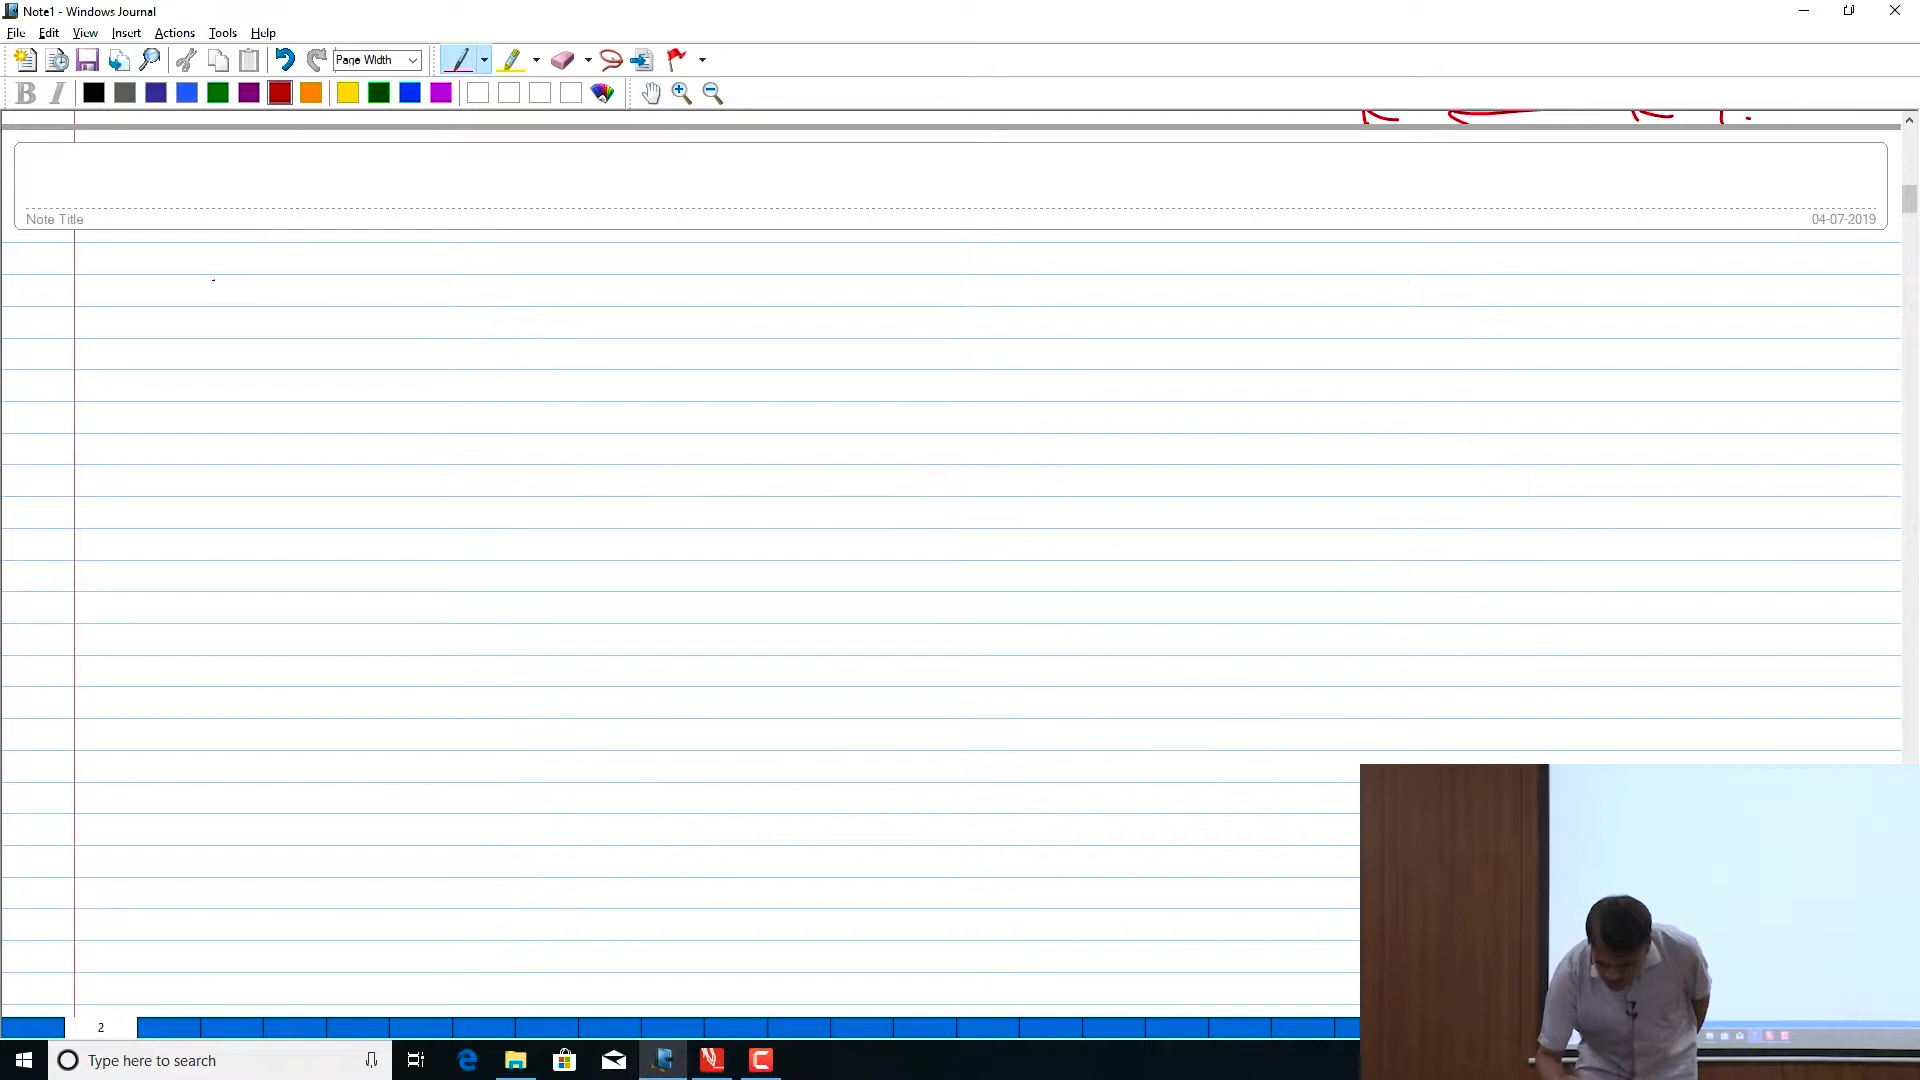 Note1 - Windows Journal
File Edit View Insert Actions Tools Help
Page Width
B I
Note Title
04-07-2019
2
Type here to search